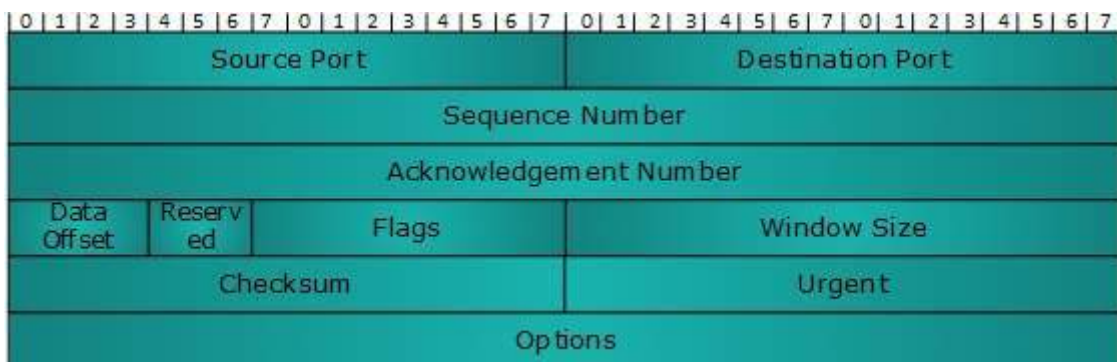 0 1 2 3 4 5 6 7 0 1 2 3 4 5 6 7 0 1 2 3 4 5 6 7 0 1 2 3 4 5 6 7
Source Port Destination Port
Sequence Number
Acknowledgement Number
Data Offset Reserved Flags Window Size
Checksum Urgent
Options